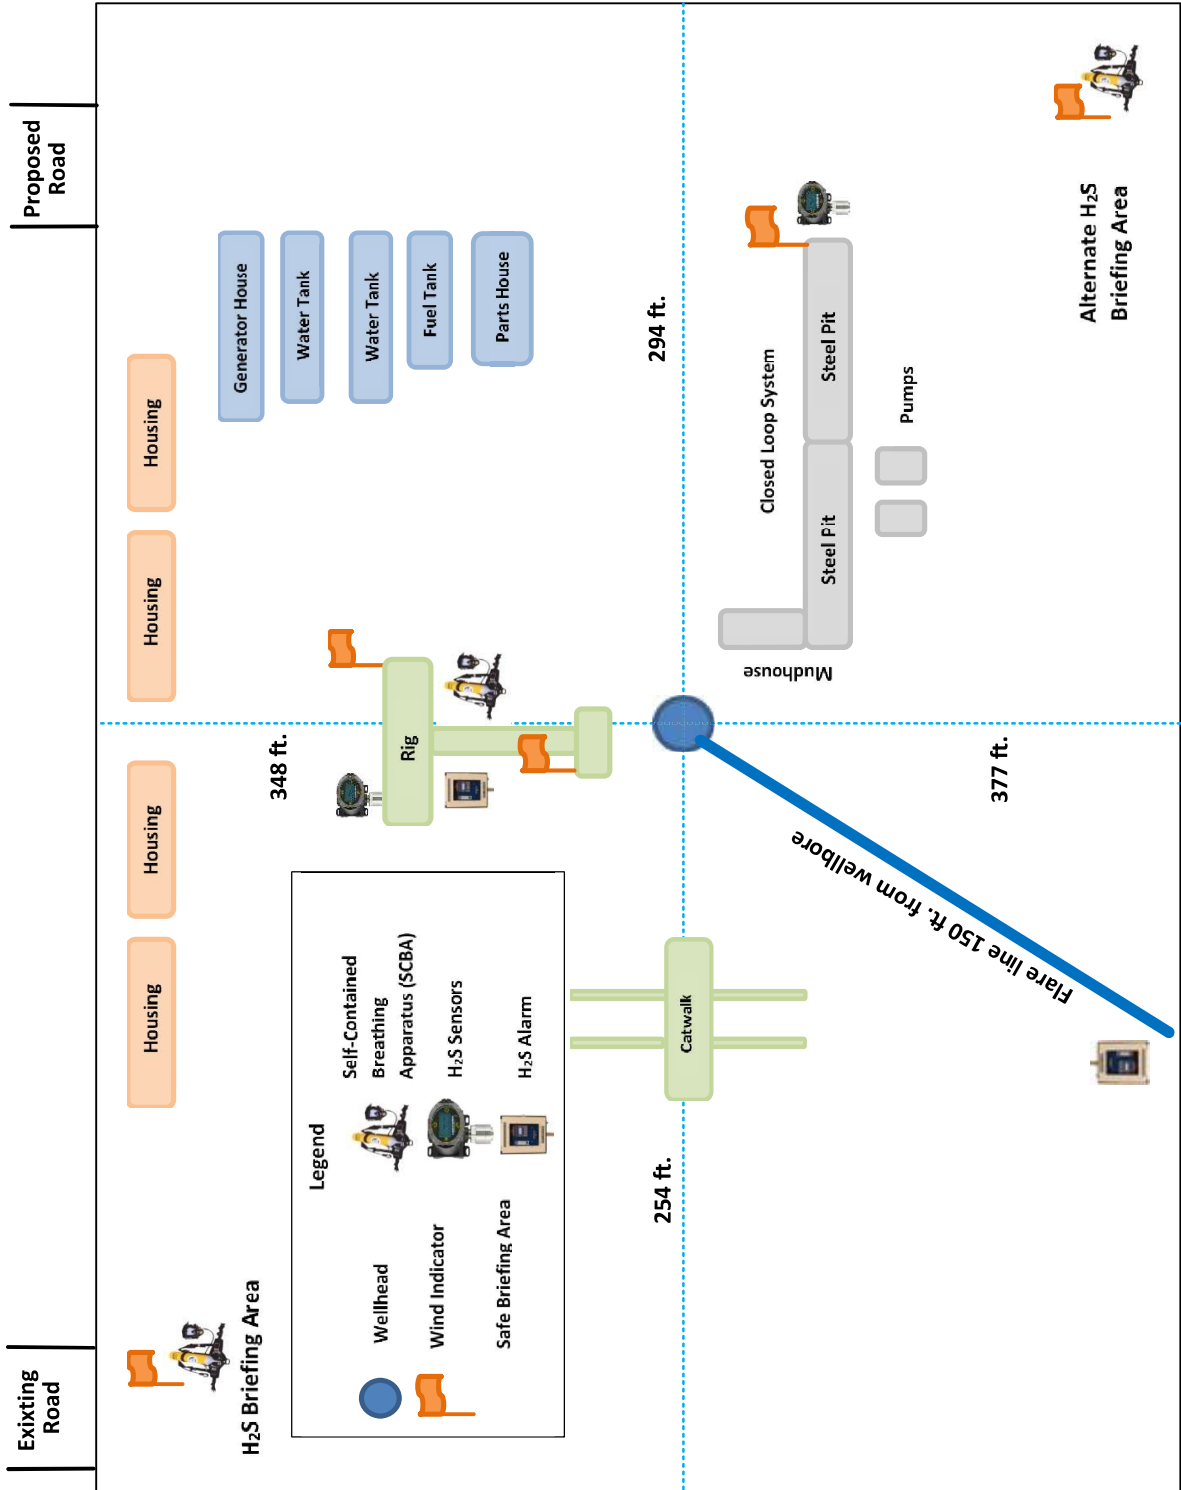 Exixting
Road
Proposed
Road
H₂S Briefing Area
Housing
Housing
Housing
Housing
Generator House
Water Tank
Water Tank
Fuel Tank
Parts House
348 ft.
Rig
Legend
Wellhead
Wind Indicator
Safe Briefing Area
Self-Contained
Breathing
Apparatus (SCBA)
H₂S Sensors
H₂S Alarm
254 ft.
294 ft.
Catwalk
Mudhouse
Closed Loop System
Steel Pit
Steel Pit
Pumps
377 ft.
Flare line 150 ft. from wellbore
Alternate H₂S
Briefing Area